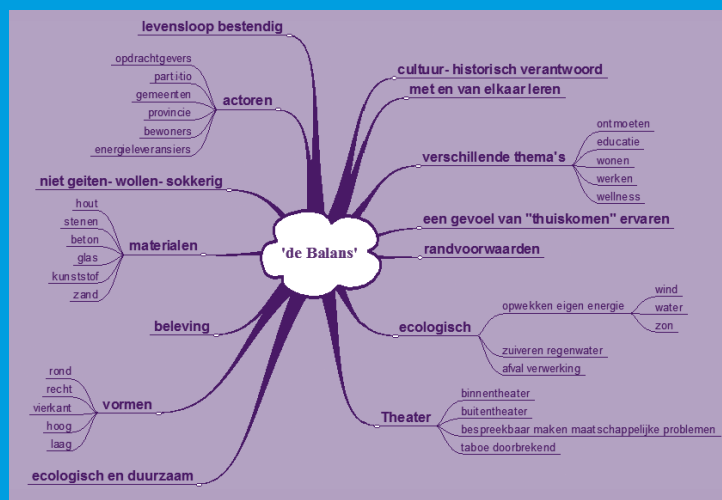 levensloop bestendig
actoren
opdrachtgevers
parti-tio
gemeenten
provincie
bewoners
energieleveransiers
niet geiten- wollen- sokkerig
materialen
hout
stenen
beton
glas
kunststof
zand
beleving
vormen
rond
recht
vierkant
hoog
laag
ecologisch en duurzaam
'de Balans'
cultuur- historisch verantwoord
met en van elkaar leren
verschillende thema's
ontmoeten
educatie
wonen
werken
wellness
een gevoel van "thuiskomen" ervaren
randvoorwaarden
ecologisch
opwekken eigen energie
wind
water
zon
zuiveren regenwater
afval verwerking
Theater
binnentheater
buitentheater
bespreekbaar maken maatschappelijke problemen
taboe doorbrekend